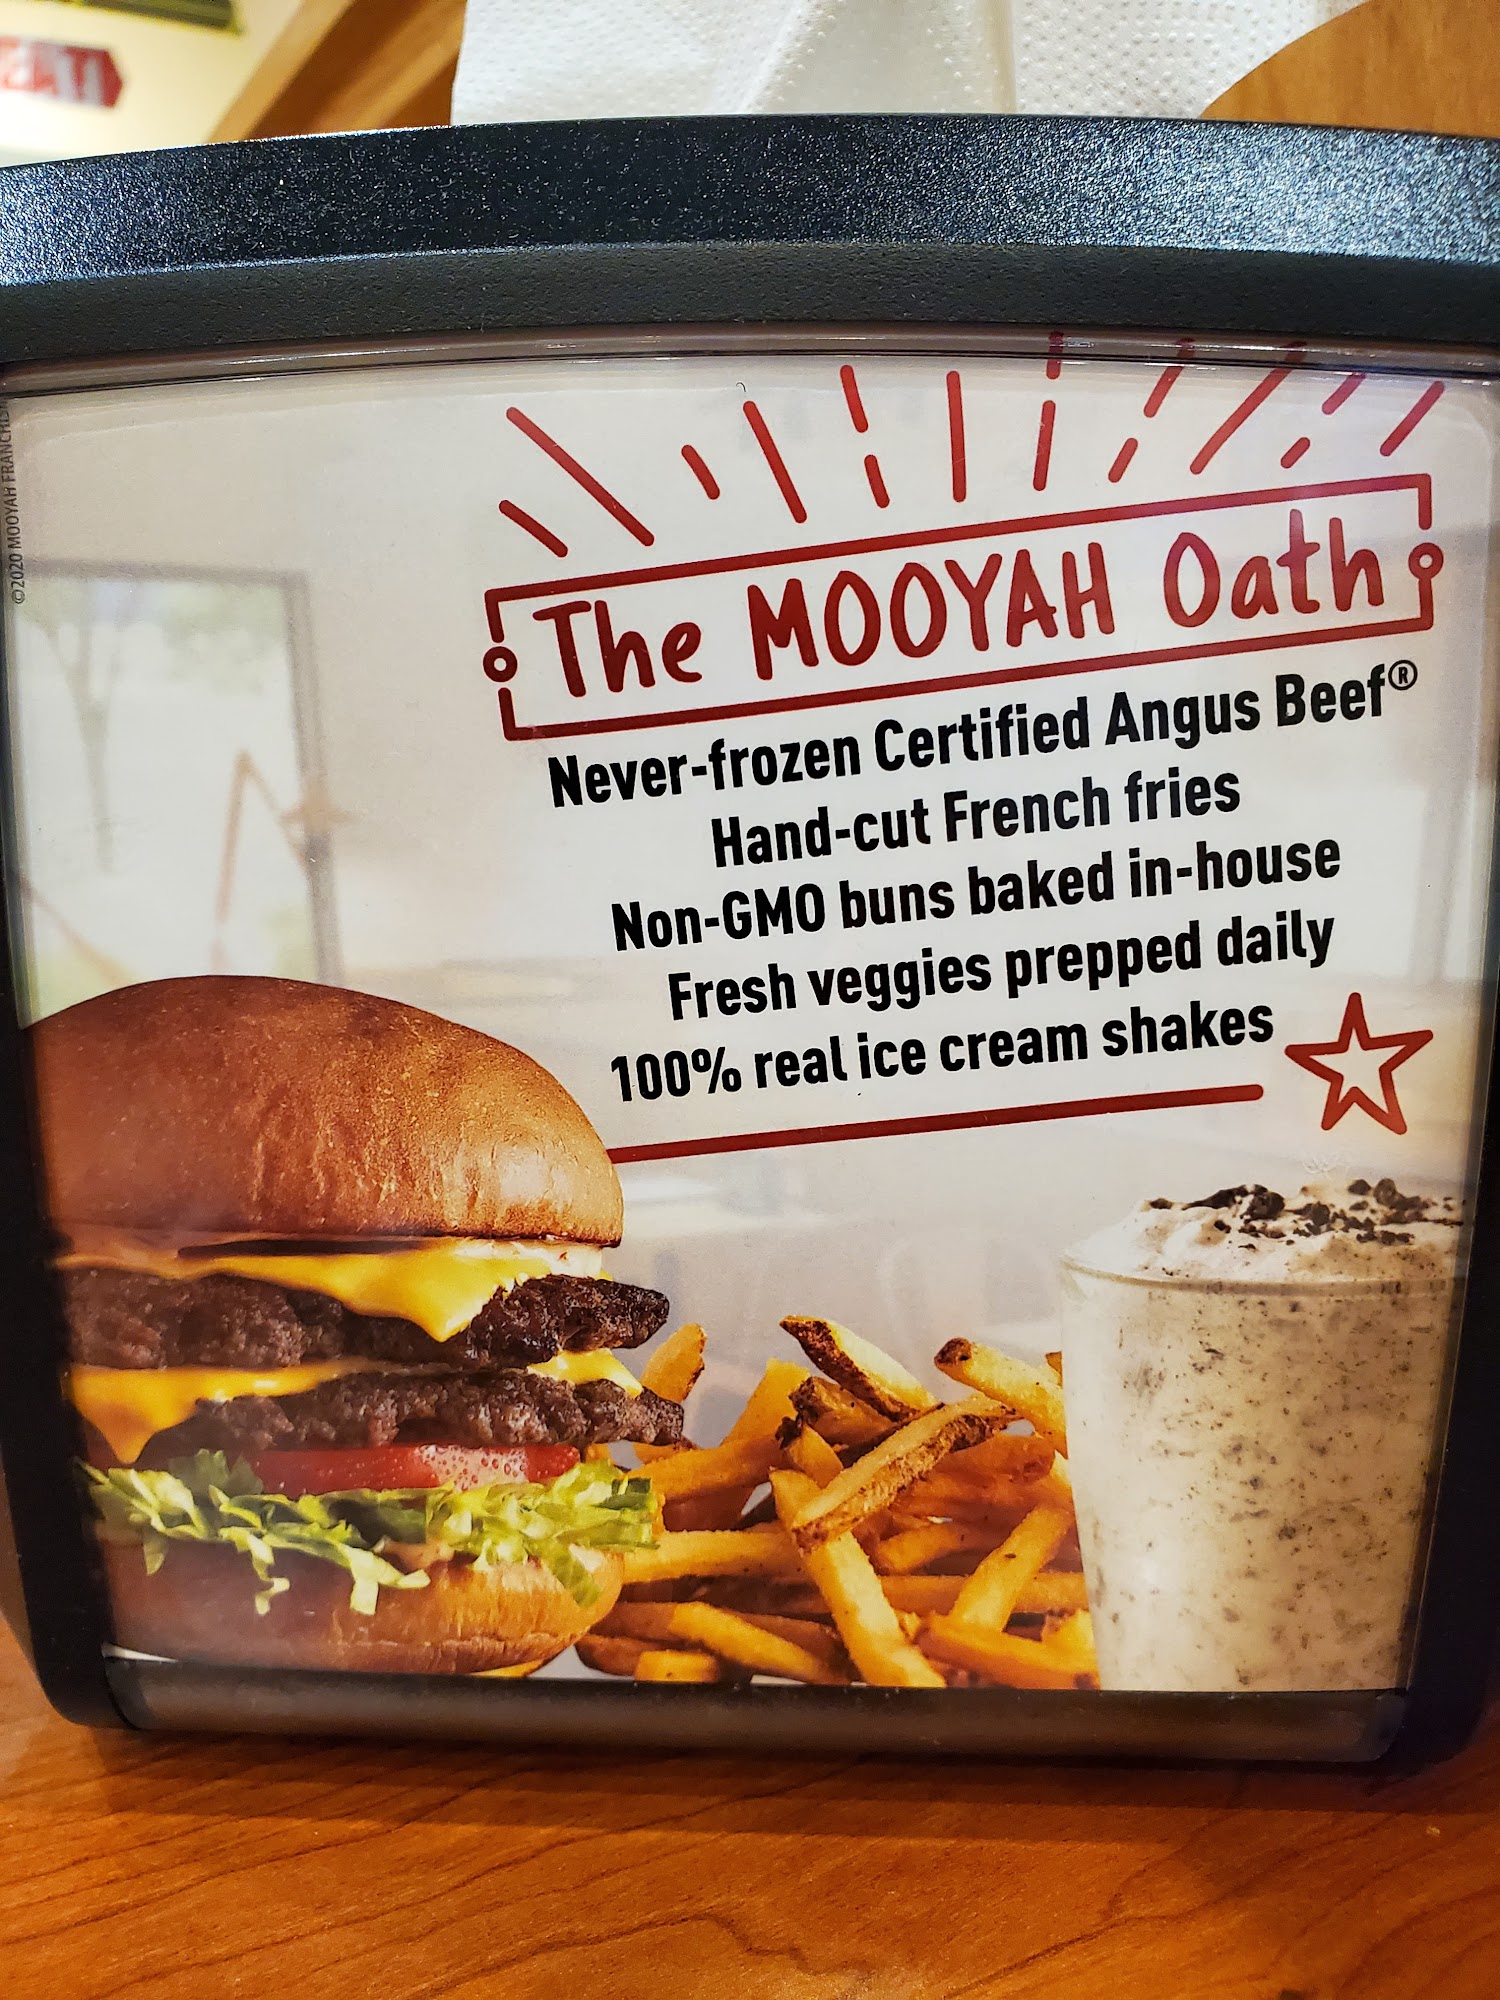 The MOOYAH Oath
Never-frozen Certified Angus Beef®
Hand-cut French fries
Non-GMO buns baked in-house
Fresh veggies prepped daily
100% real ice cream shakes
©2020 MOOYAH